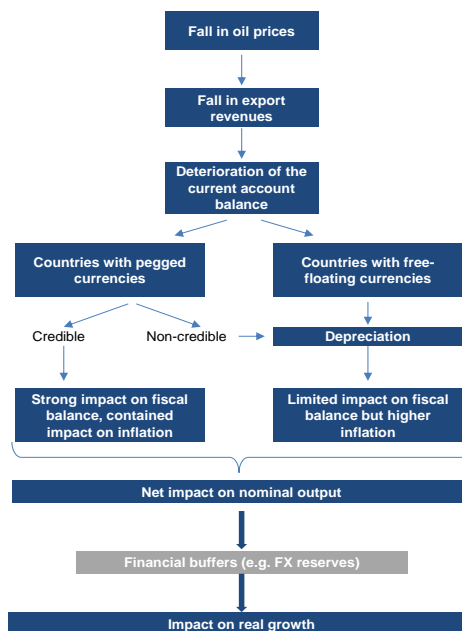 Fall in oil prices
Fall in export
revenues
Deterioration of the
current account
balance
Countries with pegged
currencies
Countries with free-
floating currencies
Credible
Non-credible
Depreciation
Strong impact on fiscal
balance, contained
impact on inflation
Limited impact on fiscal
balance but higher
inflation
Net impact on nominal output
Financial buffers (e.g. FX reserves)
Impact on real growth